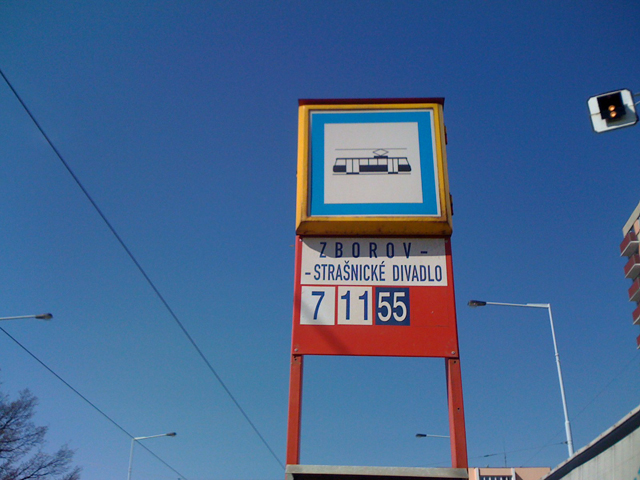 ZBOROV-
-STRAŠNICKÉ DIVADLO
7 11 55